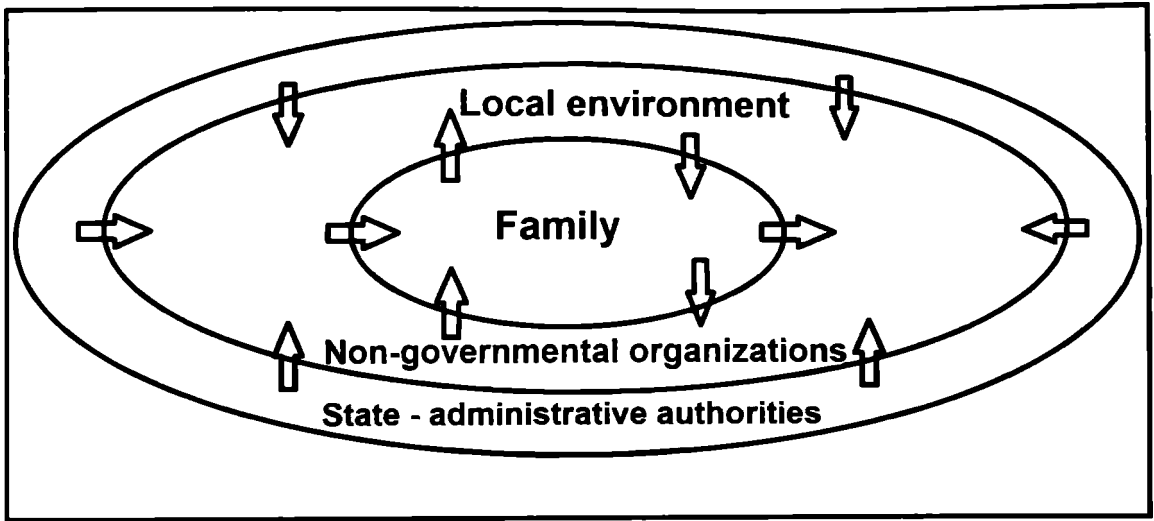 Local environment
Family
Non-governmental organizations
State - administrative authorities